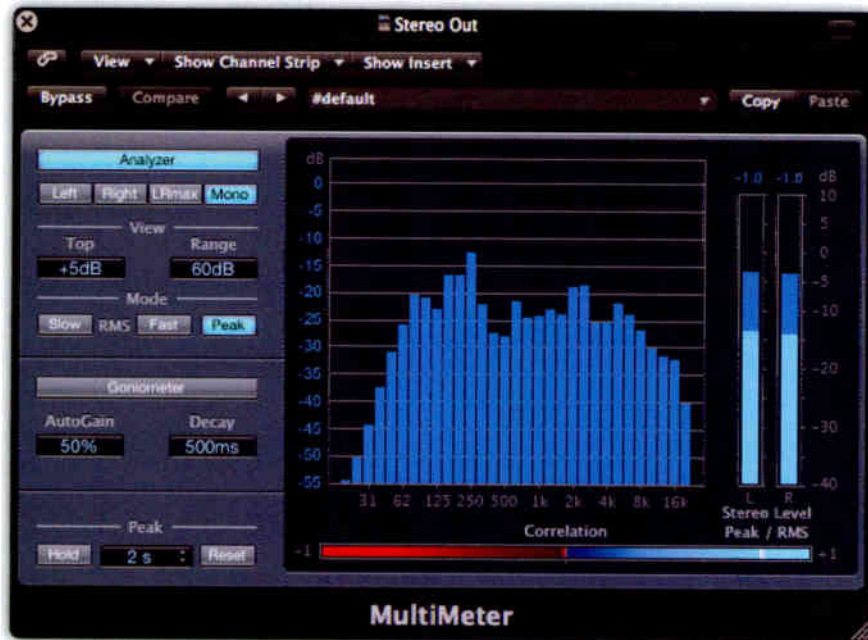 Stereo Out
View Show Channel Strip Show Insert
Bypass Compare #default Copy Paste
Analyzer
Left Right LRmax Mono
View
Top Range
+5dB 60dB
Mode
Slow RMS Fast Peak
Goniometer
AutoGain Decay
50% 500ms
Peak
Hold 2 s Reset
dB
0
-5
-10
-15
-20
-25
-30
-35
-40
-45
-50
-55
31 62 125 250 500 1k 2k 4k 8k 16k
-1.0 -1.0 dB
10
5
0
-5
-10
-20
-30
-40
L R
Stereo Level
Peak / RMS
Correlation
-1 +1
MultiMeter